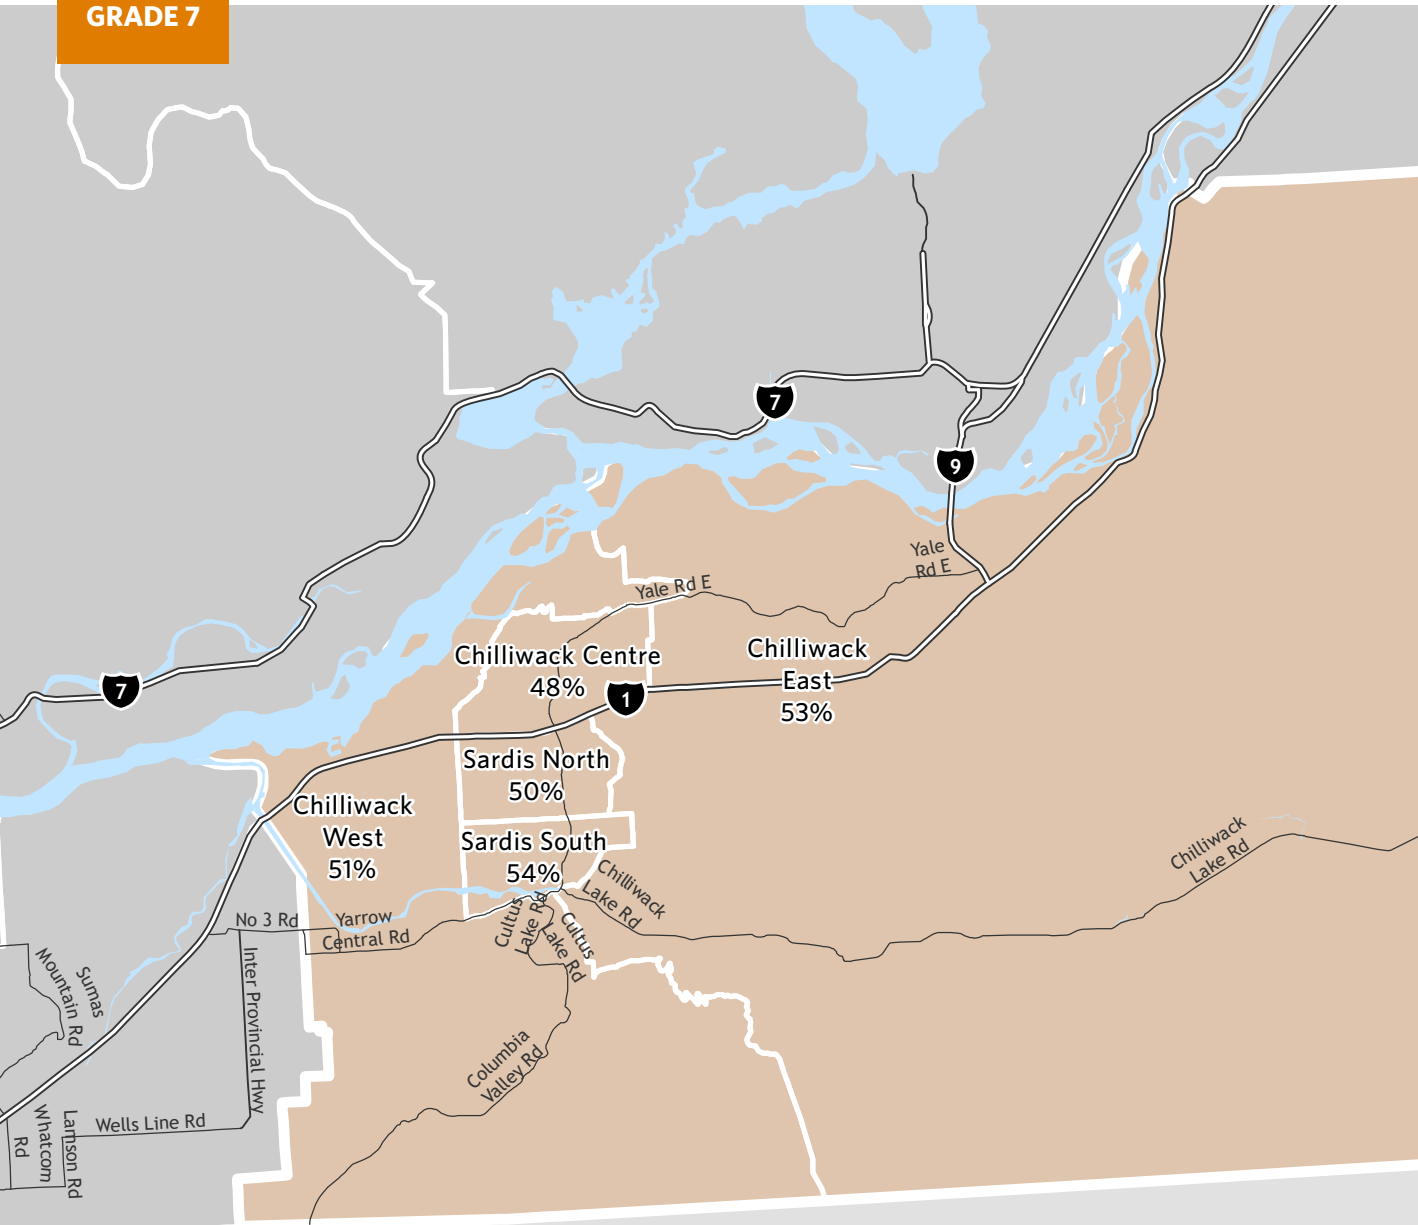 GRADE 7
7
9
Yale
Rd E
Yale Rd E
Chilliwack Centre
48%
Chilliwack
East
53%
1
7
Sardis North
50%
Chilliwack
West
51%
Sardis South
54%
Chilliwack
Lake Rd
Chilliwack
Lake Rd
Cultus
Lake Rd
Cultus
Lake Rd
No 3 Rd
Yarrow
Central Rd
Sumas
Mountain Rd
Inter Provincial Hwy
Columbia
Valley Rd
Wells Line Rd
Lamson Rd
Whatcom
Rd